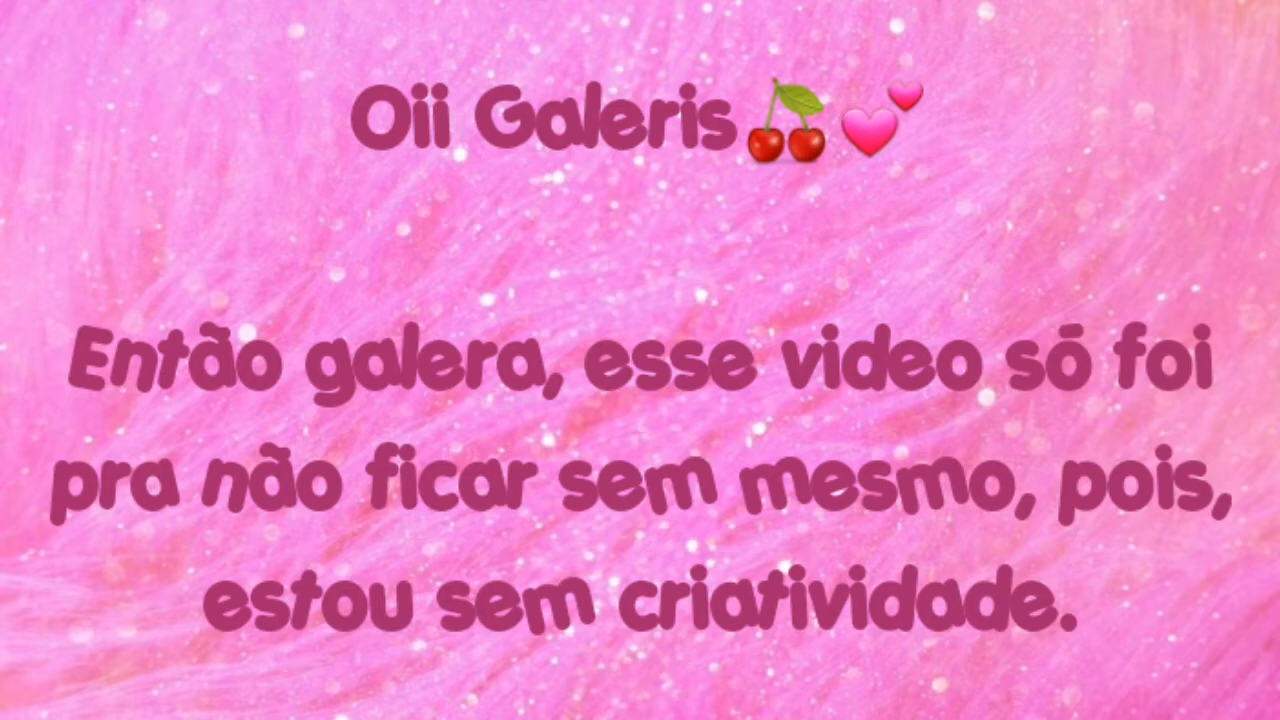 Oii Galeris🍒💕
Então galera, esse video só foi
pra não ficar sem mesmo, pois,
estou sem criatividade.